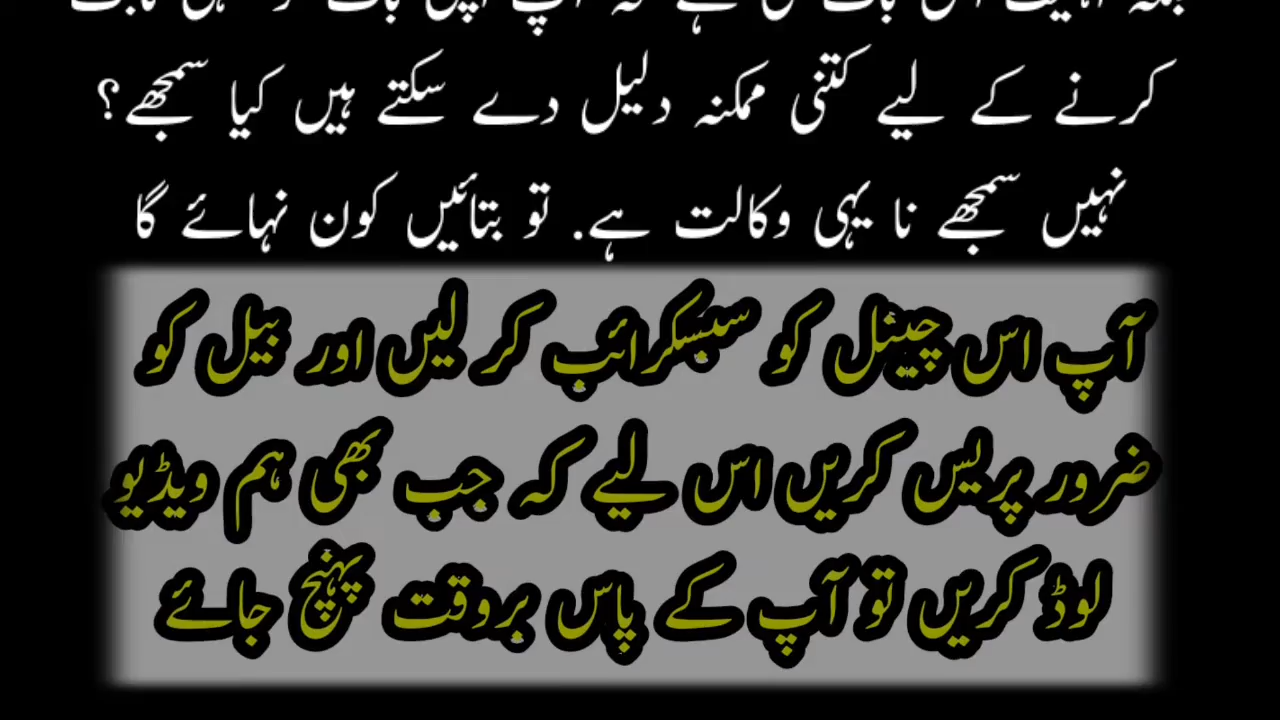 کرنے کے لیے کتنی ممکنہ دلیل دے سکتے ہیں کیا سمجھے؟
نہیں سمجھے نا یہی وکالت ہے. تو بتائیں کون نہائے گا
آپ اس چینل کو سبسکرائب کر لیں اور بیل کو
ضرور پریس کریں اس لیے کہ جب بھی ہم ویڈیو
لوڈ کریں تو آپ کے پاس بروقت پہنچ جائے